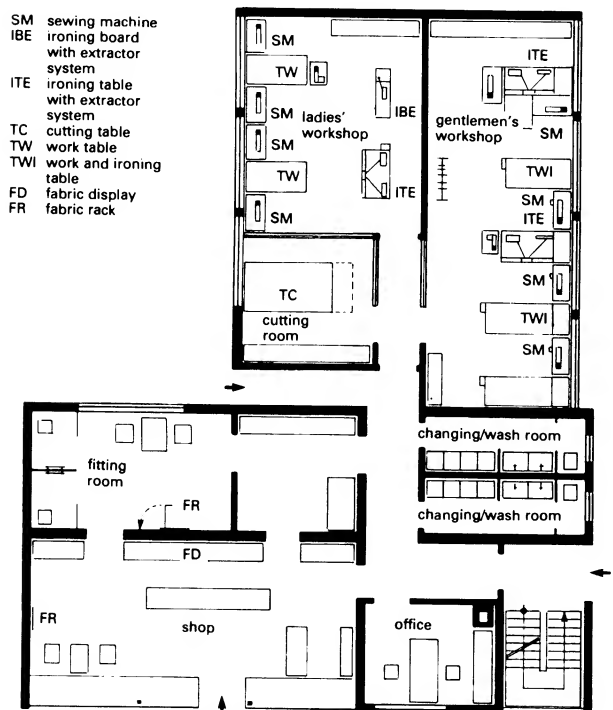 SM sewing machine
IBE ironing board
with extractor
system
ITE ironing table
with extractor
system
TC cutting table
TW work table
TWI work and ironing
table
FD fabric display
FR fabric rack
SM
TW
SM
SM
TW
SM
ladies'
workshop
IBE
ITE
TC
cutting
room
ITE
gentlemen's
workshop
SM
TWI
SM
ITE
SM
TWI
SM
changing/wash room
changing/wash room
fitting
room
FR
FD
FR
shop
office